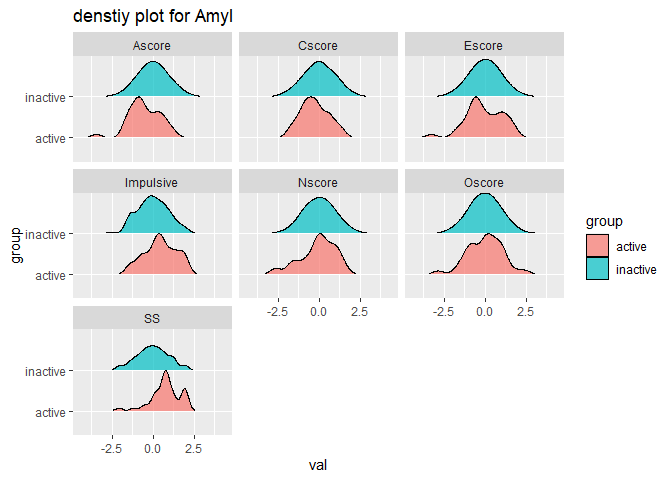 denstiy plot for Amyl
Ascore Cscore Escore
inactive
active
Impulsive Nscore Oscore
inactive
active
group
group
active
inactive
-2.5 0.0 2.5 -2.5 0.0 2.5
SS
inactive
active
-2.5 0.0 2.5
val